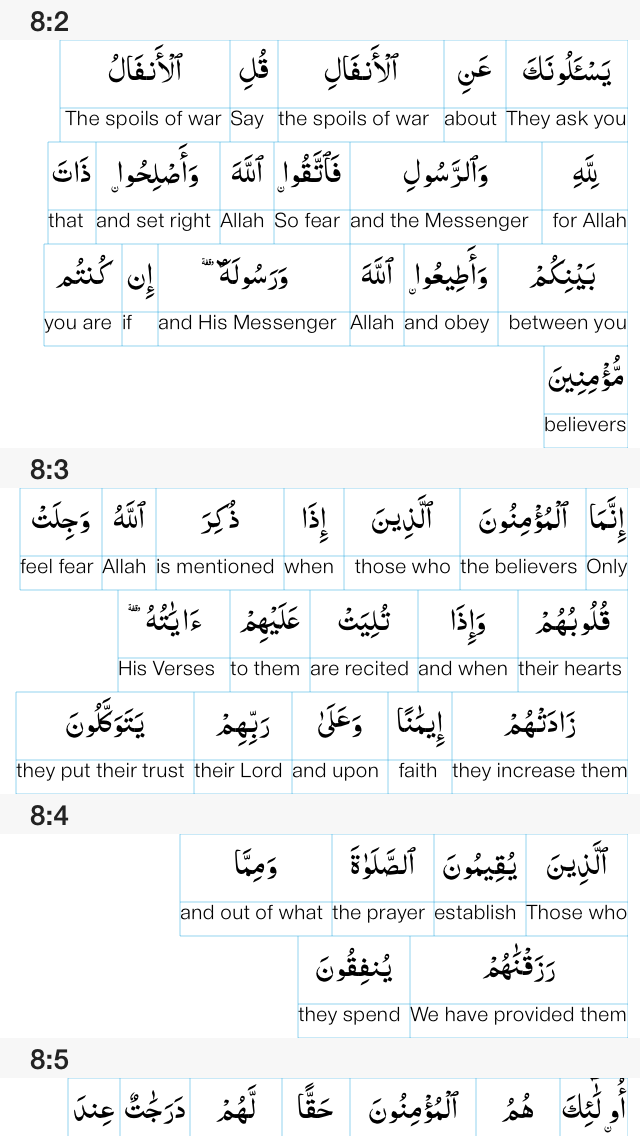 8:2
يَسْـَٔلُونَكَ عَنِ ٱلْأَنفَالِ قُلِ ٱلْأَنفَالُ
They ask you about the spoils of war Say The spoils of war
لِلَّهِ وَٱلرَّسُولِ فَٱتَّقُوا۟ ٱللَّهَ وَأَصْلِحُوا۟ ذَاتَ
for Allah and the Messenger So fear Allah and set right that
بَيْنِكُمْ وَأَطِيعُوا۟ ٱللَّهَ وَرَسُولَهُۥٓ إِن كُنتُم
between you and obey Allah and His Messenger if you are
مُّؤْمِنِينَ
believers
8:3
إِنَّمَا ٱلْمُؤْمِنُونَ ٱلَّذِينَ إِذَا ذُكِرَ ٱللَّهُ وَجِلَتْ
Only the believers those who when is mentioned Allah feel fear
قُلُوبُهُمْ وَإِذَا تُلِيَتْ عَلَيْهِمْ ءَايَٰتُهُۥ
their hearts and when are recited to them His Verses
زَادَتْهُمْ إِيمَٰنًا وَعَلَىٰ رَبِّهِمْ يَتَوَكَّلُونَ
they increase them faith and upon their Lord they put their trust
8:4
ٱلَّذِينَ يُقِيمُونَ ٱلصَّلَوٰةَ وَمِمَّا
Those who establish the prayer and out of what
رَزَقْنَٰهُمْ يُنفِقُونَ
We have provided them they spend
8:5
أُو۟لَٰٓئِكَ هُمُ ٱلْمُؤْمِنُونَ حَقًّا لَّهُمْ دَرَجَٰتٌ عِندَ